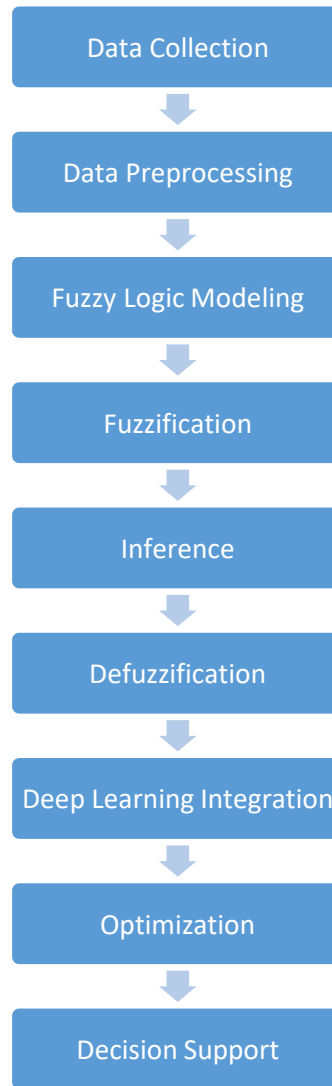 Data Collection
Data Preprocessing
Fuzzy Logic Modeling
Fuzzification
Inference
Defuzzification
Deep Learning Integration
Optimization
Decision Support